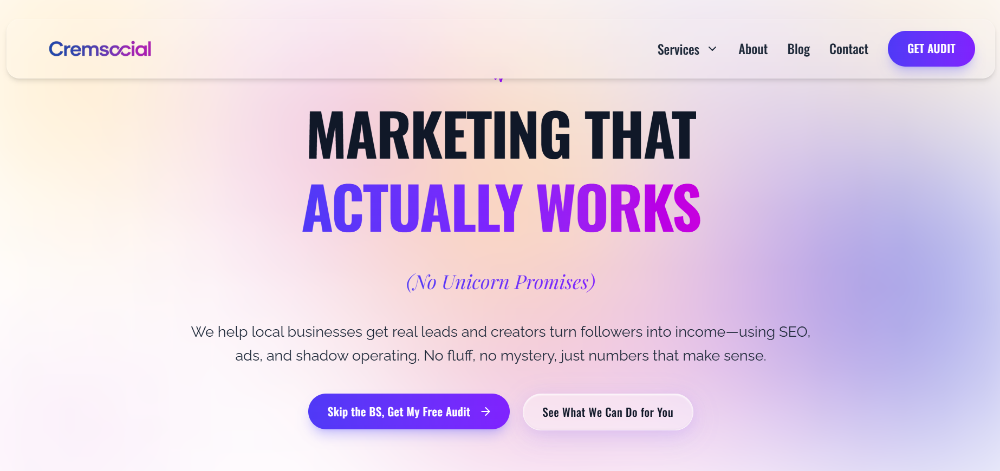 Cremsocial
Services
About
Blog
Contact
GET AUDIT
MARKETING THAT
ACTUALLY WORKS
(No Unicorn Promises)
We help local businesses get real leads and creators turn followers into income—using SEO,
ads, and shadow operating. No fluff, no mystery, just numbers that make sense.
Skip the BS, Get My Free Audit
See What We Can Do for You